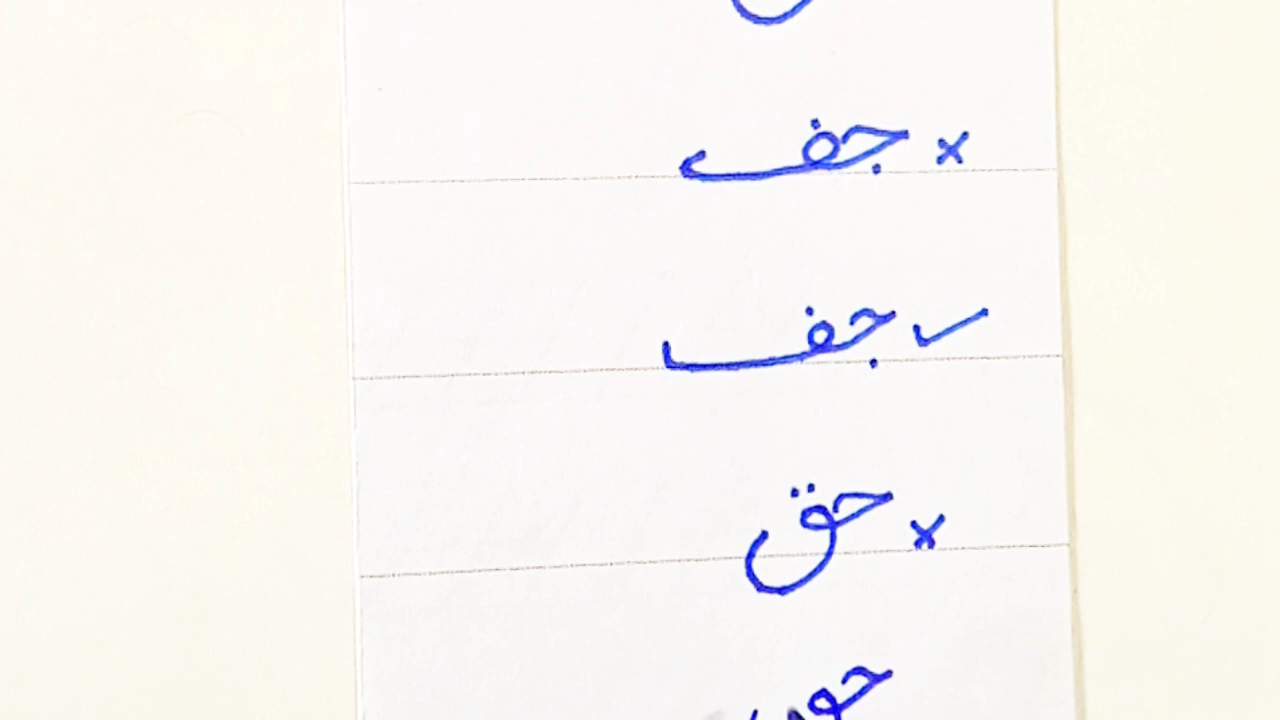 × جف
✓ جف
× حق